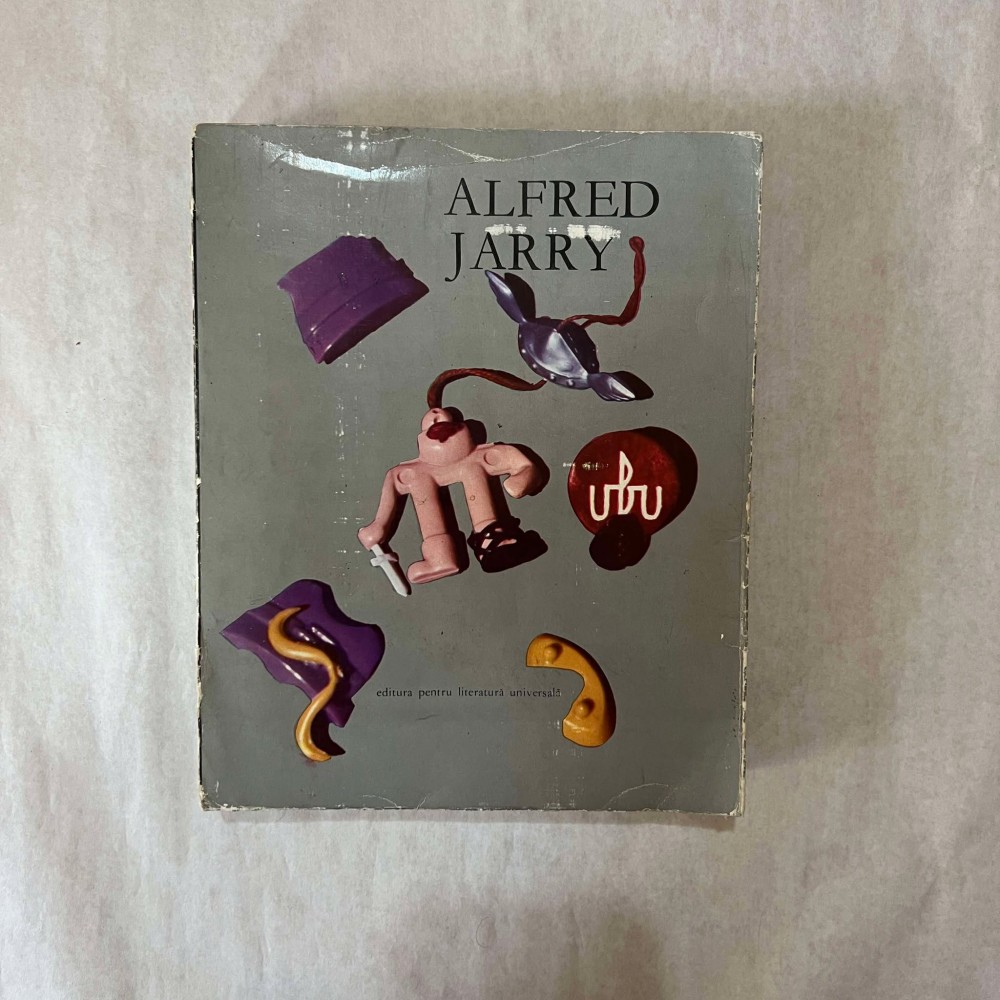 ALFRED
JARRY
ubu
editura pentru literatură universală